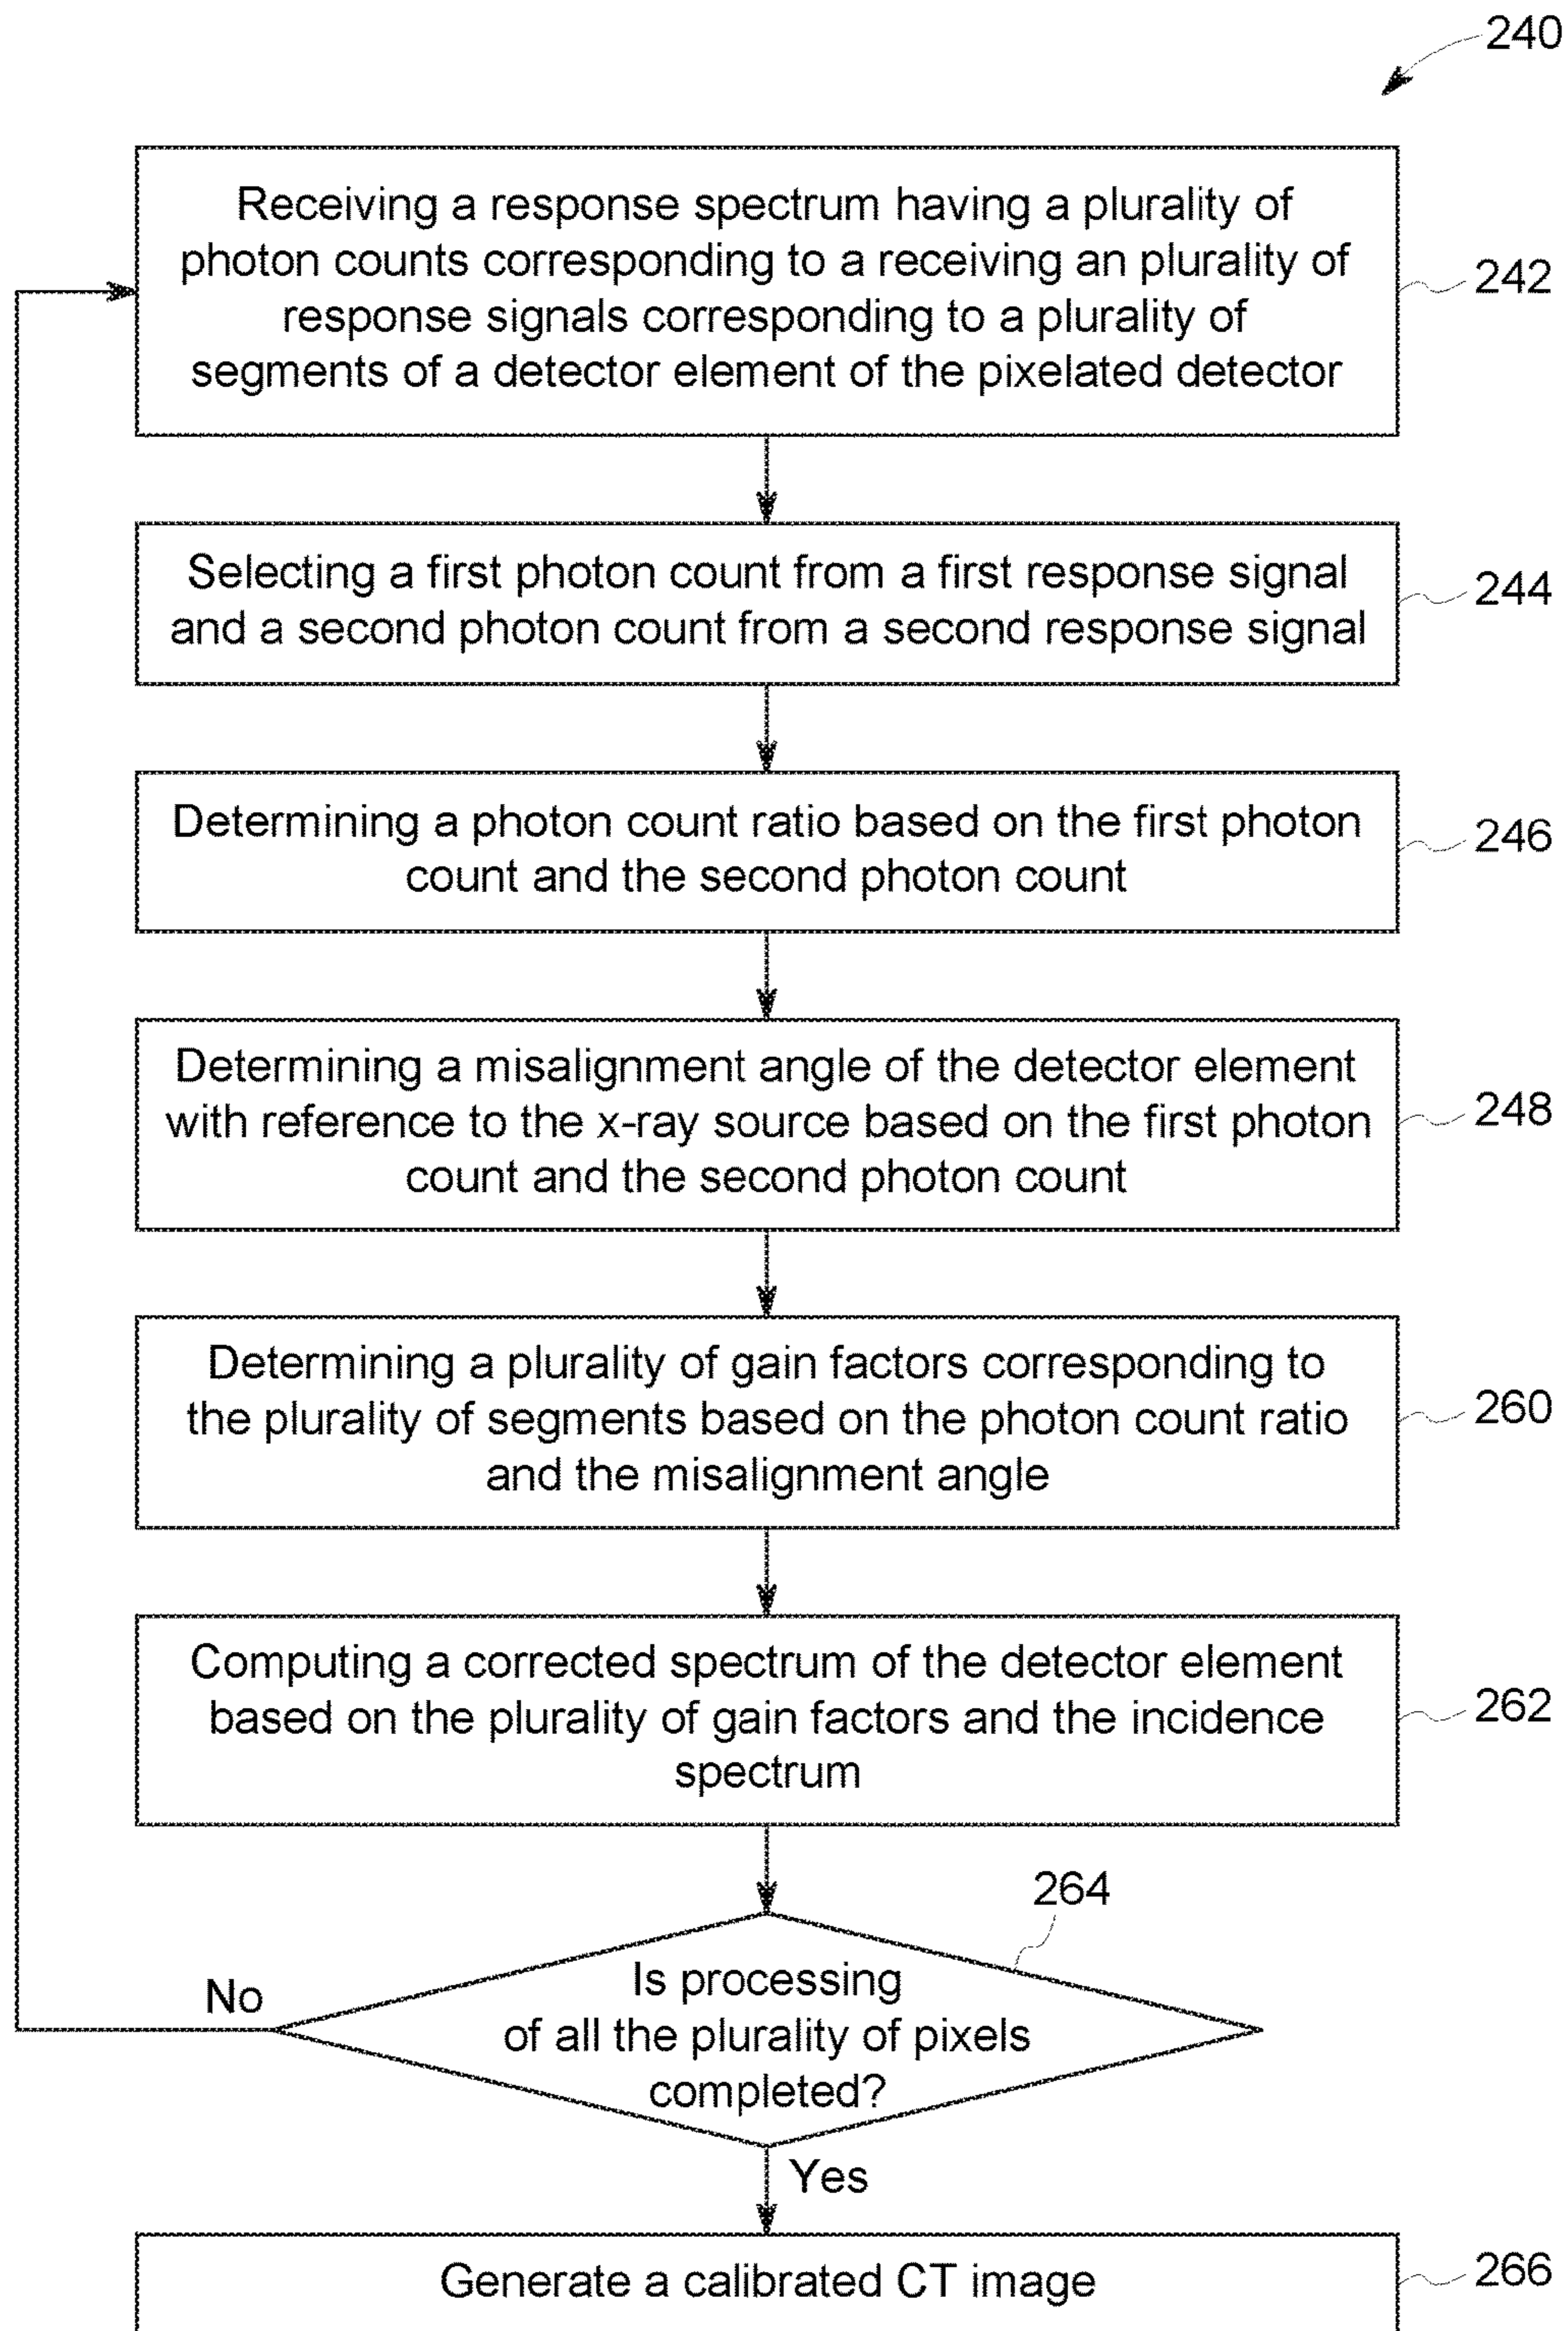 240
Receiving a response spectrum having a plurality of
photon counts corresponding to a receiving an plurality of
response signals corresponding to a plurality of
segments of a detector element of the pixelated detector
242
Selecting a first photon count from a first response signal
and a second photon count from a second response signal
244
Determining a photon count ratio based on the first photon
count and the second photon count
246
Determining a misalignment angle of the detector element
with reference to the x-ray source based on the first photon
count and the second photon count
248
Determining a plurality of gain factors corresponding to
the plurality of segments based on the photon count ratio
and the misalignment angle
260
Computing a corrected spectrum of the detector element
based on the plurality of gain factors and the incidence
spectrum
262
264
Is processing
of all the plurality of pixels
completed?
No
Yes
Generate a calibrated CT image
266